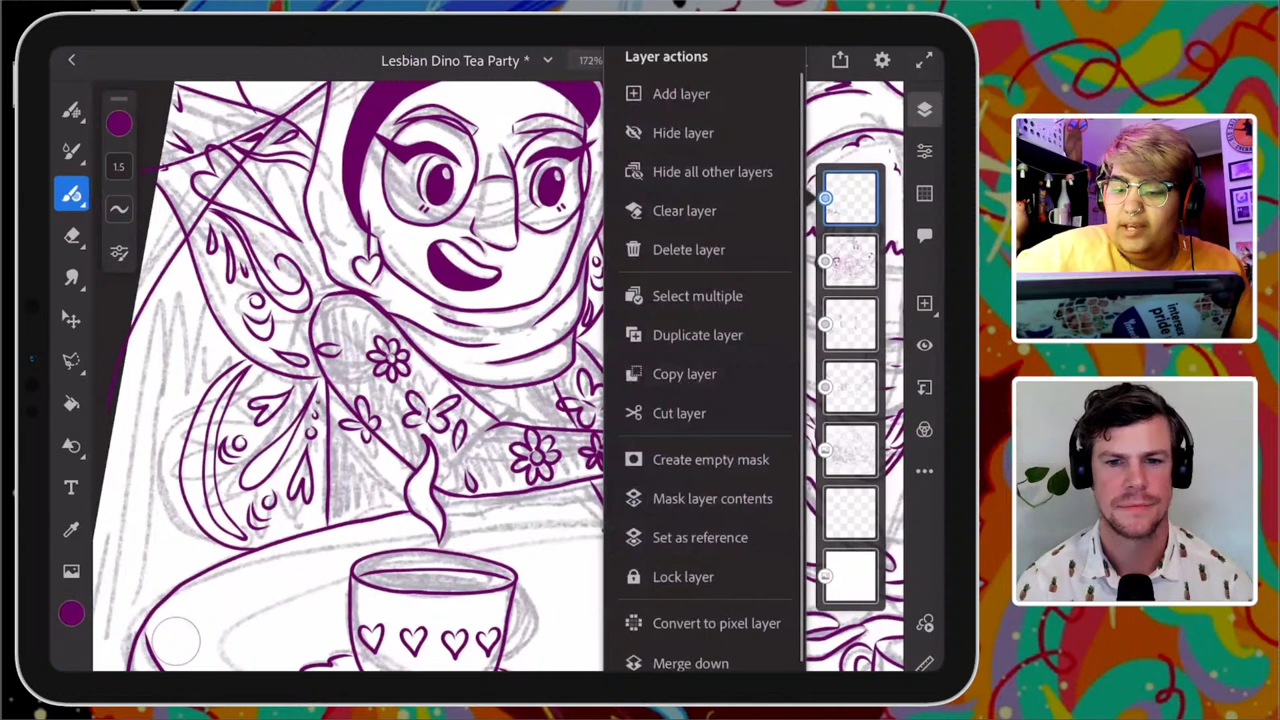 Lesbian Dino Tea Party *
172%
Layer actions
Add layer
Hide layer
Hide all other layers
Clear layer
Delete layer
Select multiple
Duplicate layer
Copy layer
Cut layer
Create empty mask
Mask layer contents
Set as reference
Lock layer
Convert to pixel layer
Merge down
1.5
T
pride